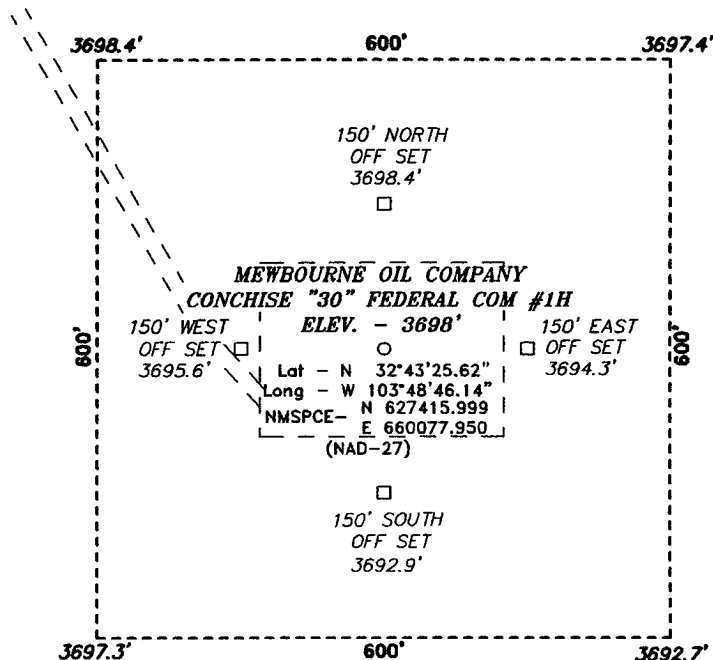 3698.4' 600' 3697.4'
150' NORTH
OFF SET
3698.4'
MEWBOURNE OIL COMPANY
CONCHISE "30" FEDERAL COM #1H
ELEV. - 3698'
150' WEST
OFF SET
3695.6'
150' EAST
OFF SET
3694.3'
600'
600'
Lat - N 32°43'25.62"
Long - W 103°48'46.14"
NMSPCE- N 627415.999
E 660077.950
(NAD-27)
150' SOUTH
OFF SET
3692.9'
3697.3' 600' 3692.7'